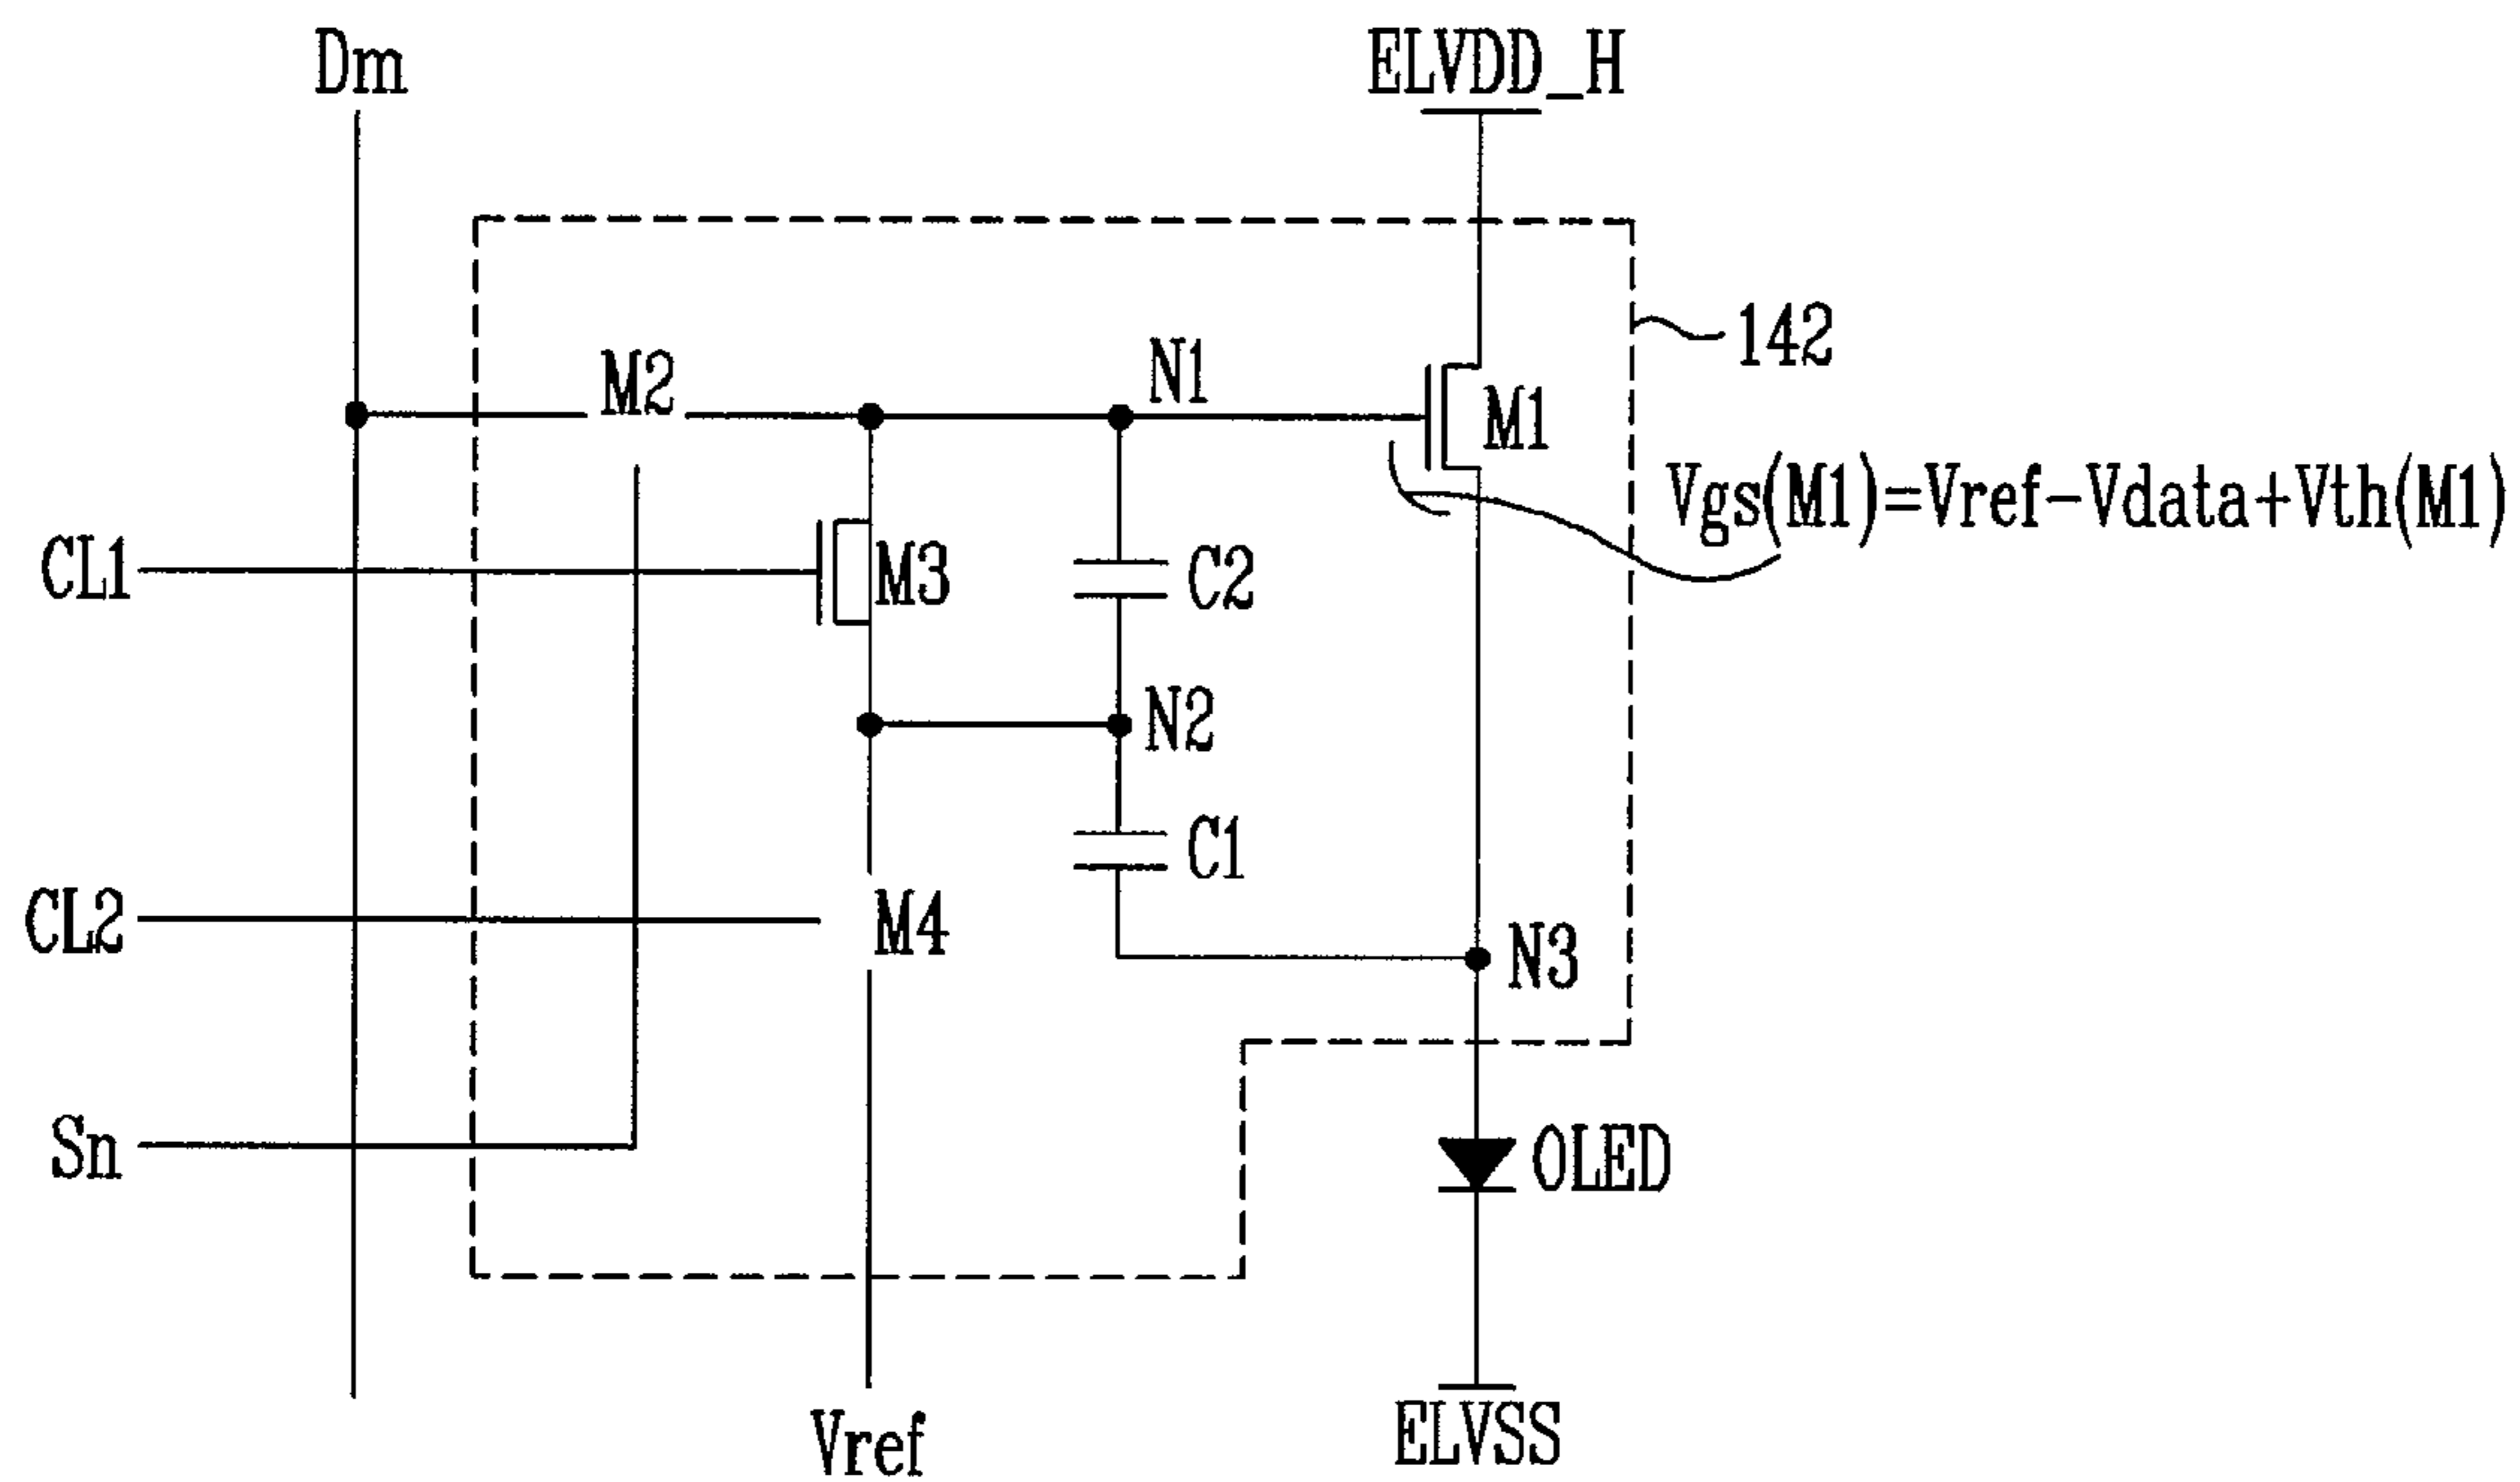 Dm
ELVDD_H
142
M2
N1
M1
Vgs(M1)=Vref-Vdata+Vth(M1)
CL1
M3
C2
N2
C1
CL2
M4
N3
Sn
OLED
Vref
ELVSS